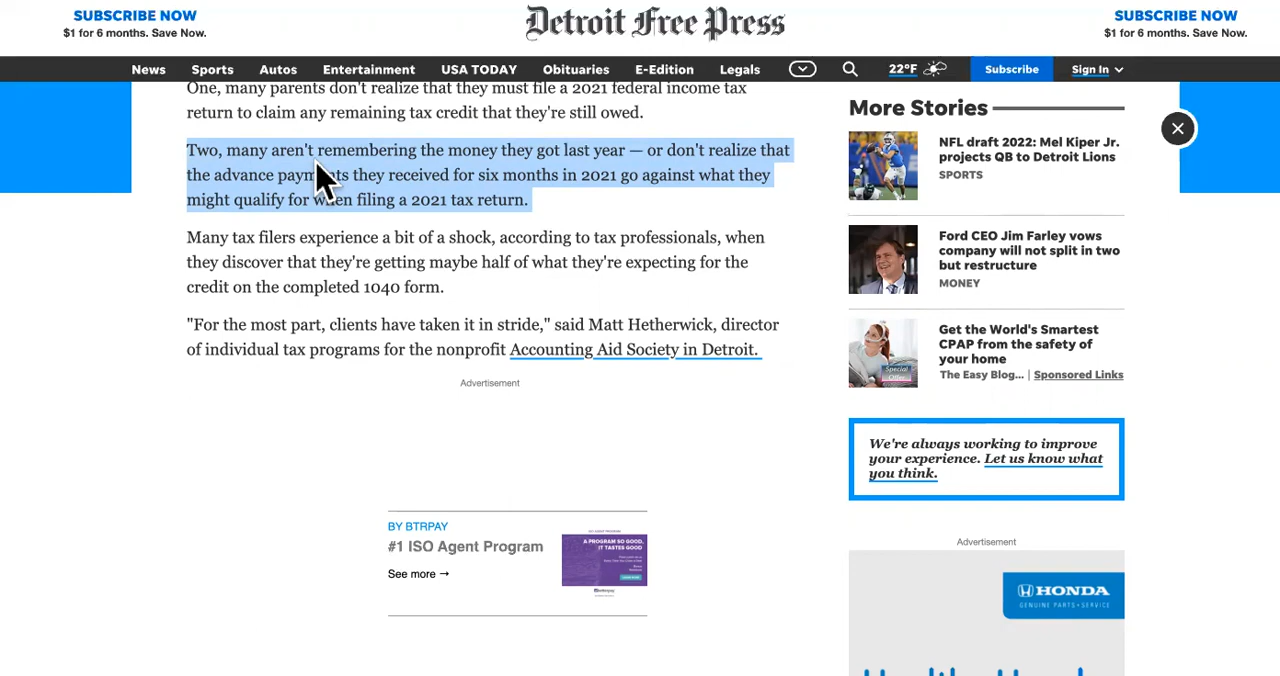 SUBSCRIBE NOW
$1 for 6 months. Save Now.
Detroit Free Press
SUBSCRIBE NOW
$1 for 6 months. Save Now.
News Sports Autos Entertainment USA TODAY Obituaries E-Edition Legals 22°F Subscribe Sign In
One, many parents don't realize that they must file a 2021 federal income tax
return to claim any remaining tax credit that they're still owed.
Two, many aren't remembering the money they got last year — or don't realize that
the advance payments they received for six months in 2021 go against what they
might qualify for when filing a 2021 tax return.
Many tax filers experience a bit of a shock, according to tax professionals, when
they discover that they're getting maybe half of what they're expecting for the
credit on the completed 1040 form.
"For the most part, clients have taken it in stride," said Matt Hetherwick, director
of individual tax programs for the nonprofit Accounting Aid Society in Detroit.
Advertisement
BY BTRPAY
#1 ISO Agent Program
See more →
A PROGRAM SO GOOD,
IT TASTES GOOD
More Stories
NFL draft 2022: Mel Kiper Jr.
projects QB to Detroit Lions
SPORTS
Ford CEO Jim Farley vows
company will not split in two
but restructure
MONEY
Special
Offer
Get the World's Smartest
CPAP from the safety of
your home
The Easy Blog... | Sponsored Links
We're always working to improve
your experience. Let us know what
you think.
Advertisement
HONDA
GENUINE PARTS • SERVICE